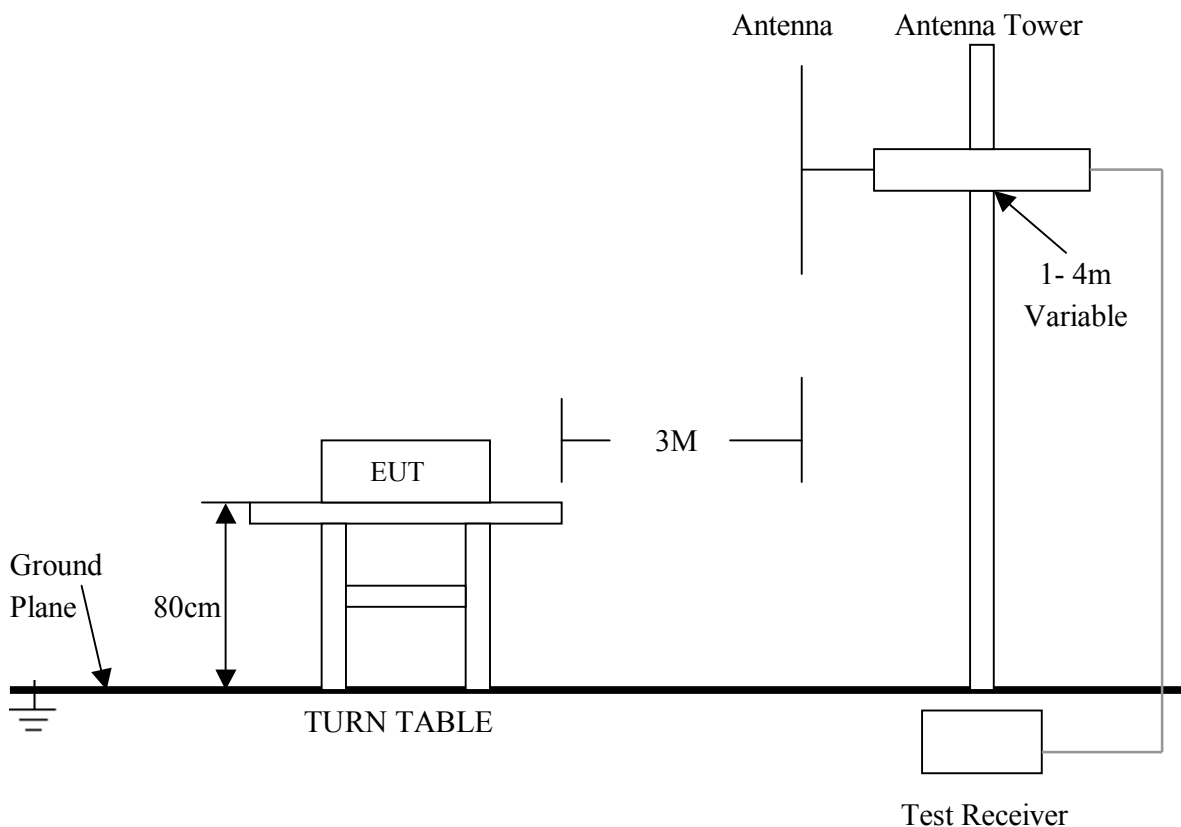 Antenna
Antenna Tower
1- 4m
Variable
3M
EUT
Ground
Plane
80cm
TURN TABLE
Test Receiver